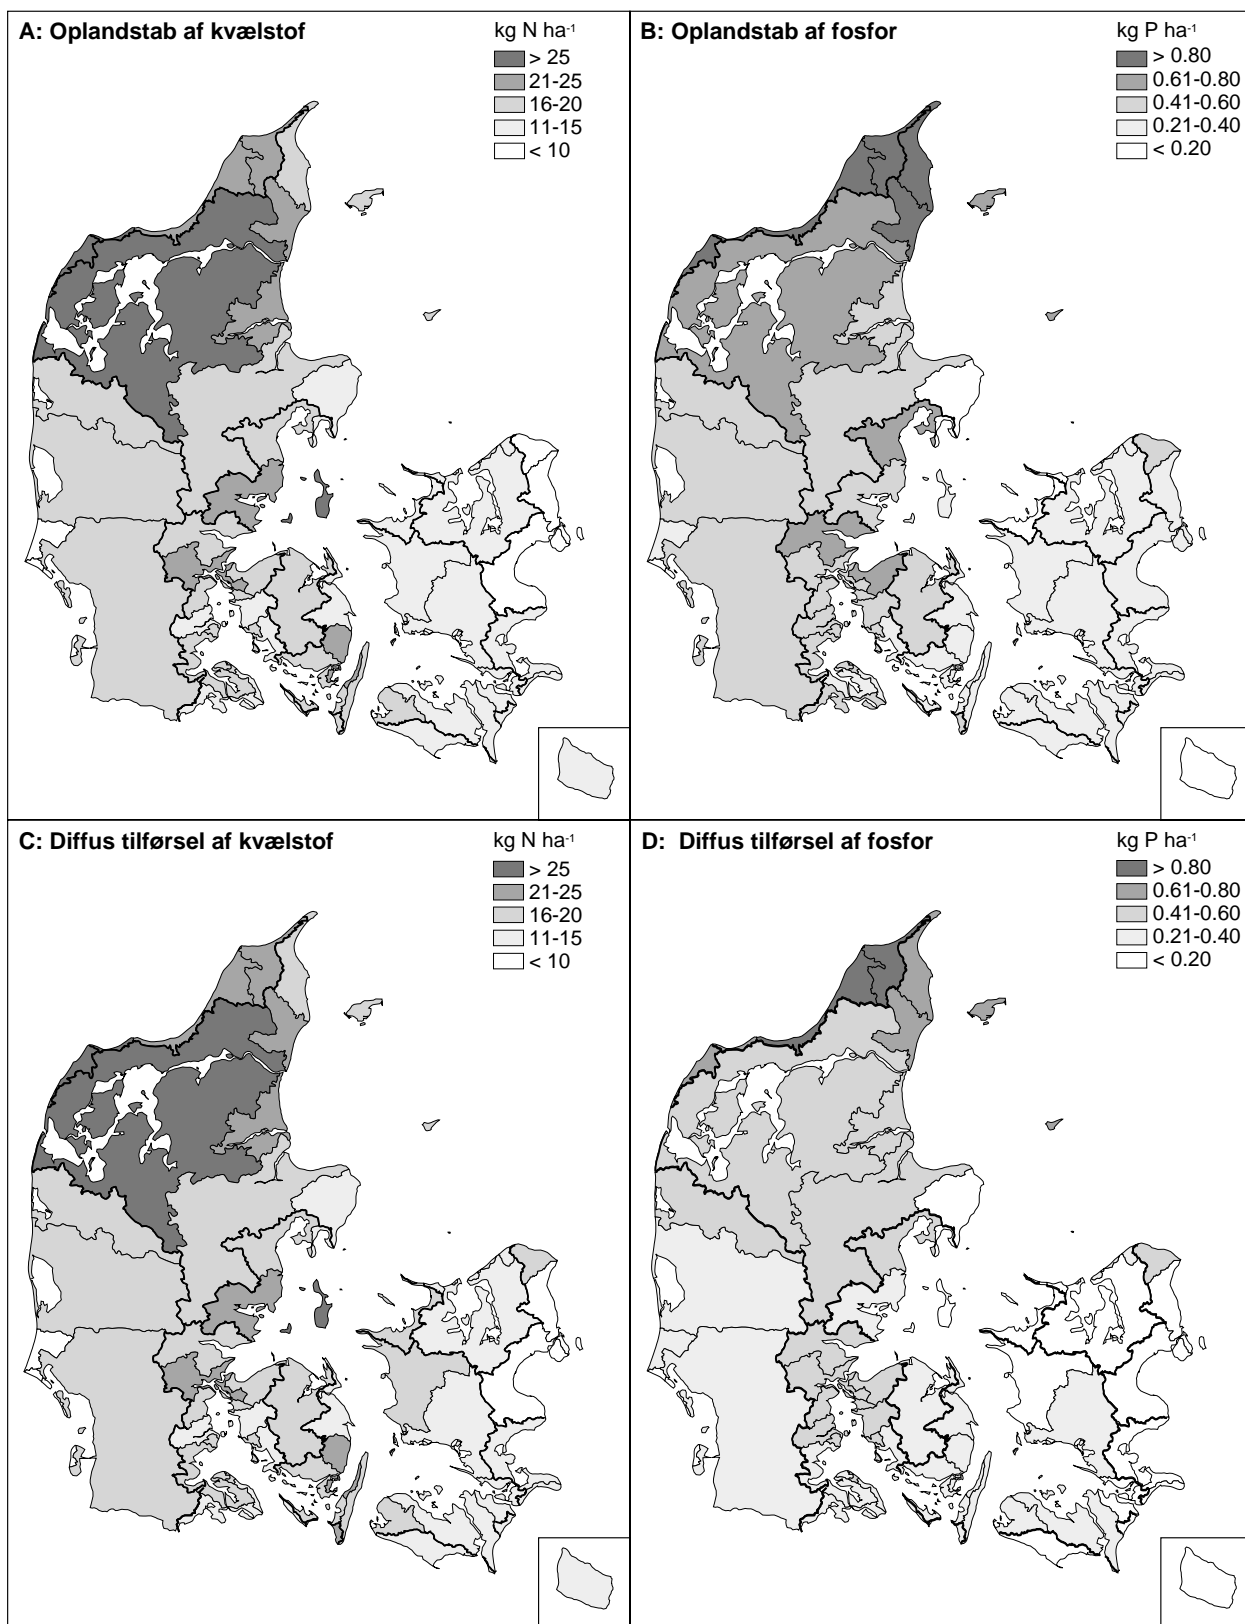 A: Oplandstab af kvælstof
kg N ha-1
> 25
21-25
16-20
11-15
< 10
B: Oplandstab af fosfor
kg P ha-1
> 0.80
0.61-0.80
0.41-0.60
0.21-0.40
< 0.20
C: Diffus tilførsel af kvælstof
kg N ha-1
> 25
21-25
16-20
11-15
< 10
D: Diffus tilførsel af fosfor
kg P ha-1
> 0.80
0.61-0.80
0.41-0.60
0.21-0.40
< 0.20